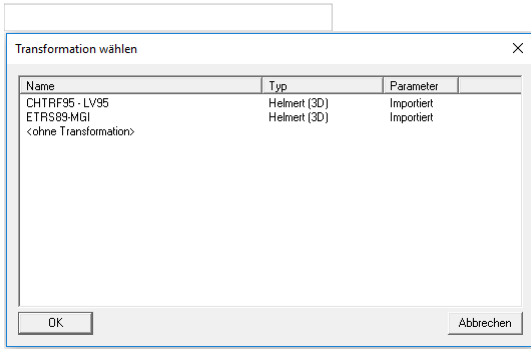 Transformation wählen
Name Typ Parameter
CHTRF95 - LV95 Helmert (3D) Importiert
ETRS89-MGI Helmert (3D) Importiert
<ohne Transformation>
OK Abbrechen